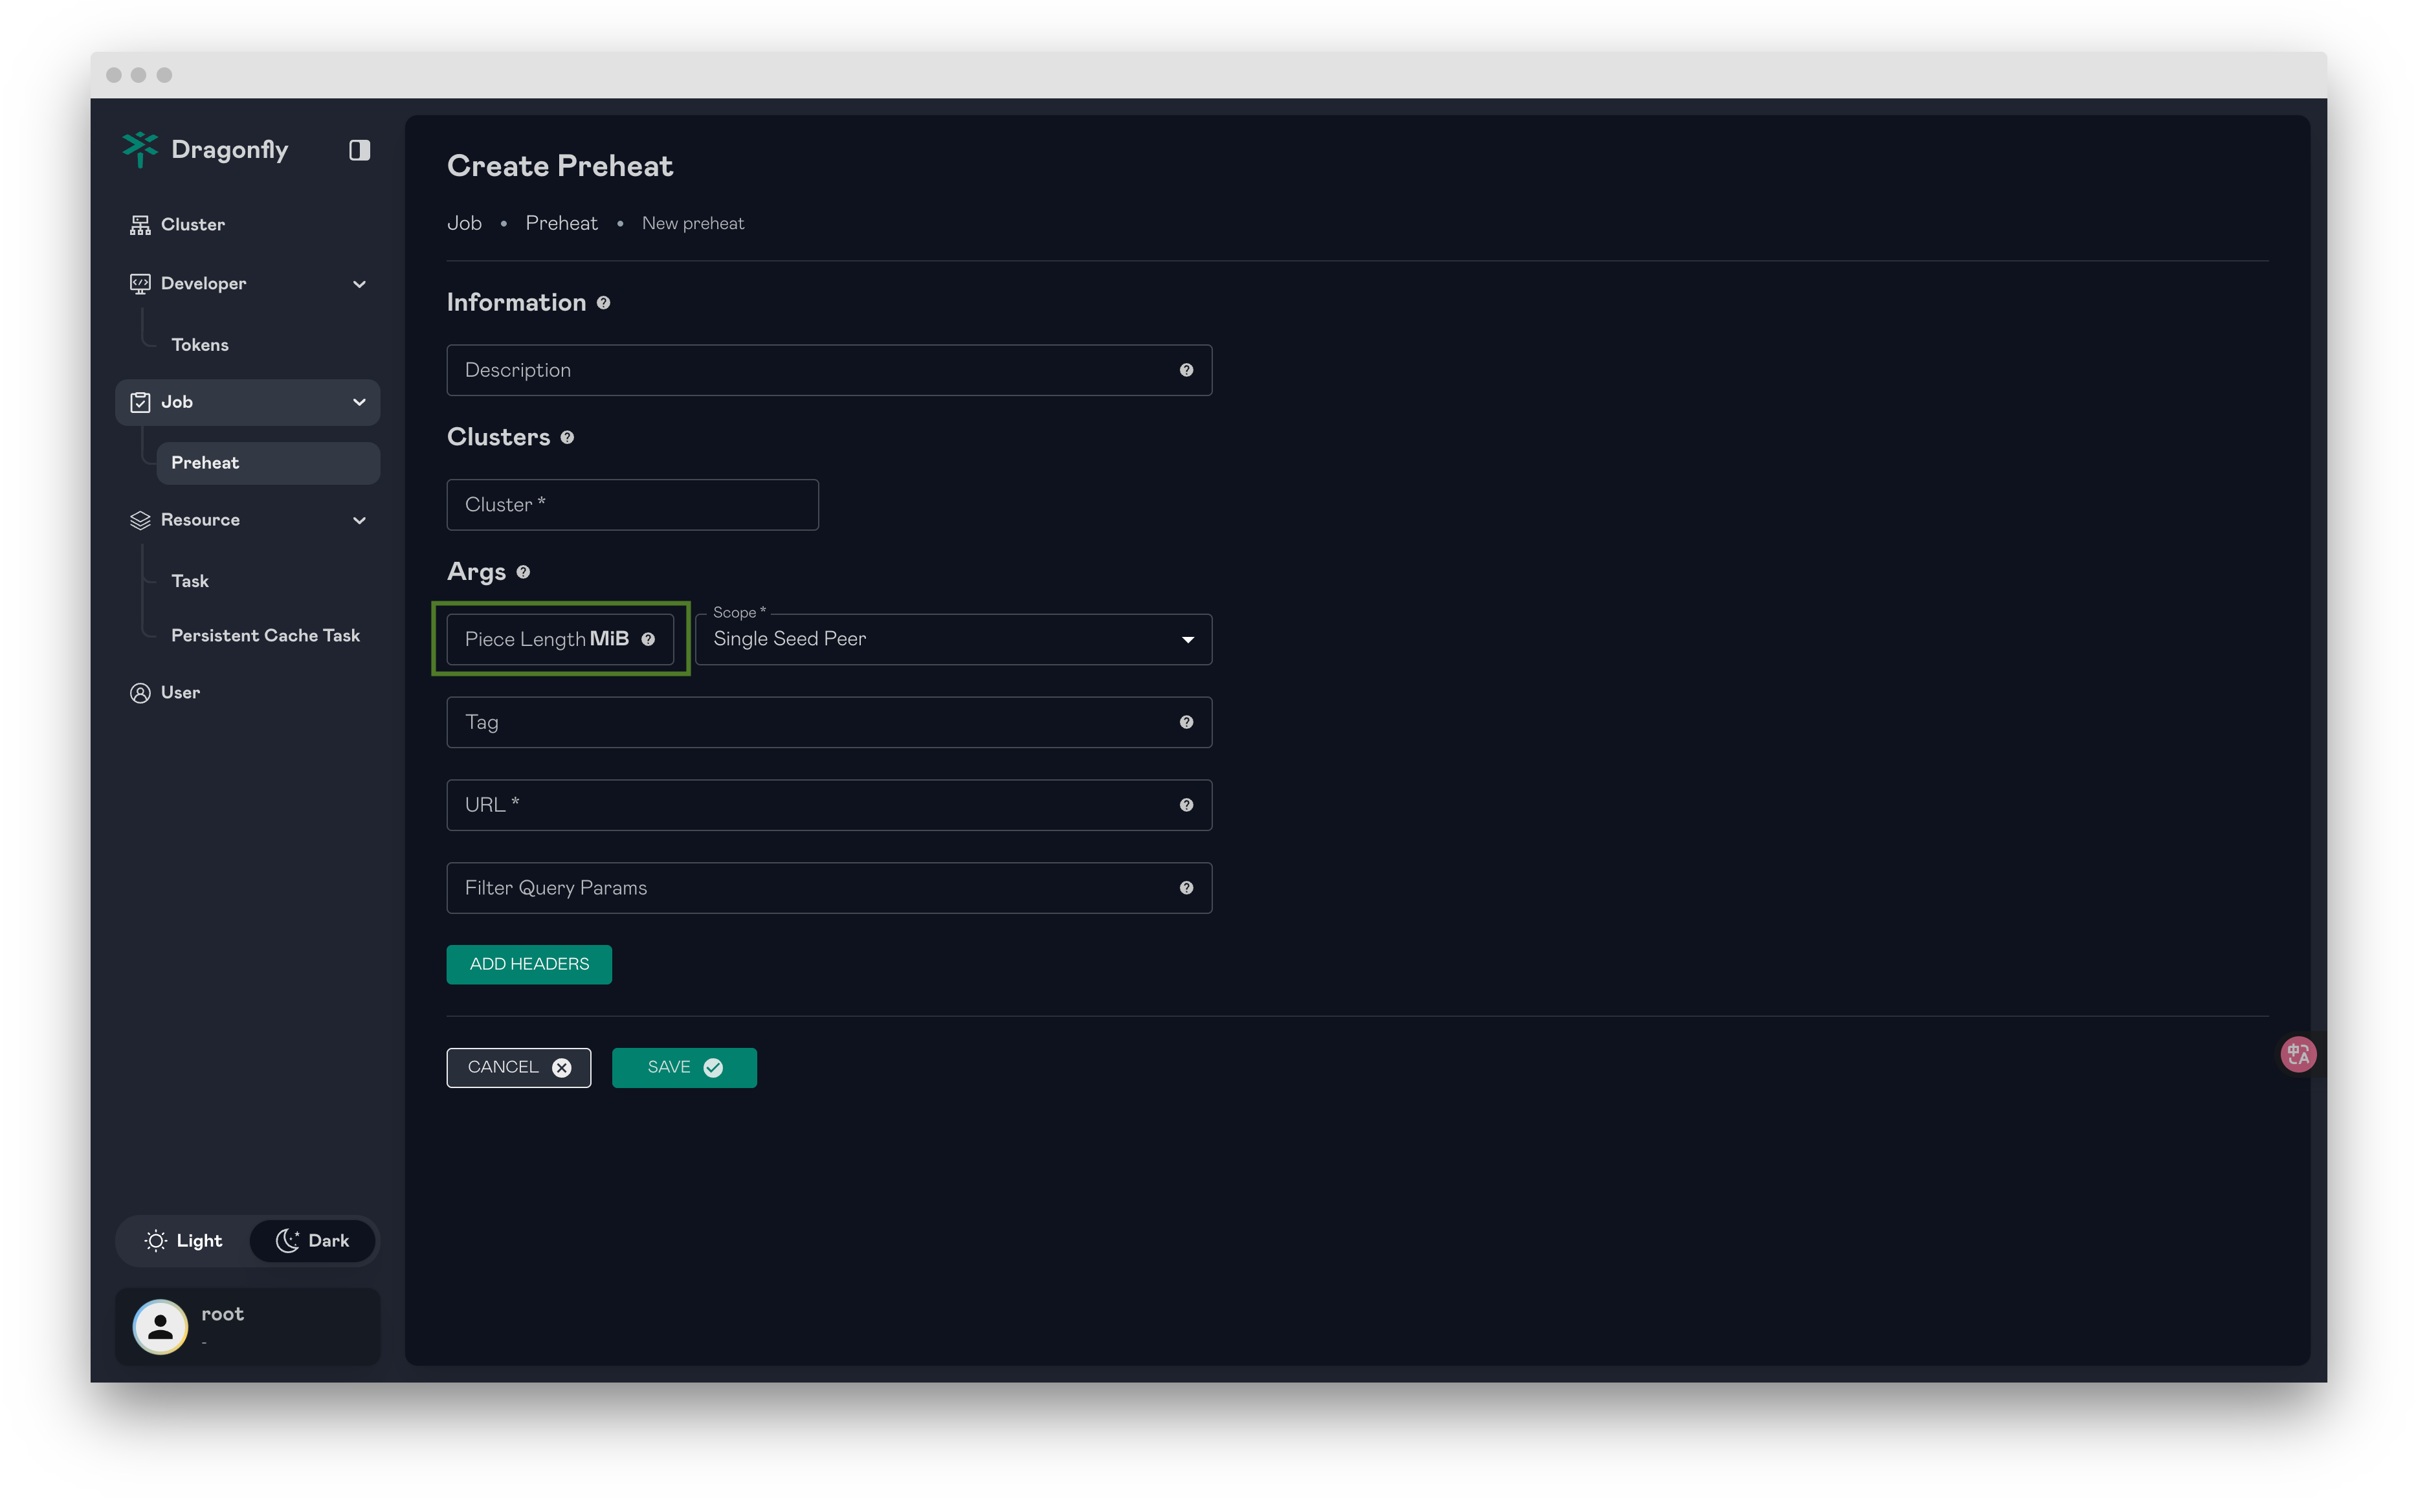 Dragonfly
Cluster
Developer
Tokens
Job
Preheat
Resource
Task
Persistent Cache Task
User
Light
Dark
root
-
Create Preheat
Job • Preheat • New preheat
Information
Description
Clusters
Cluster *
Args
Piece Length MiB
Scope *
Single Seed Peer
Tag
URL *
Filter Query Params
ADD HEADERS
CANCEL
SAVE
中A